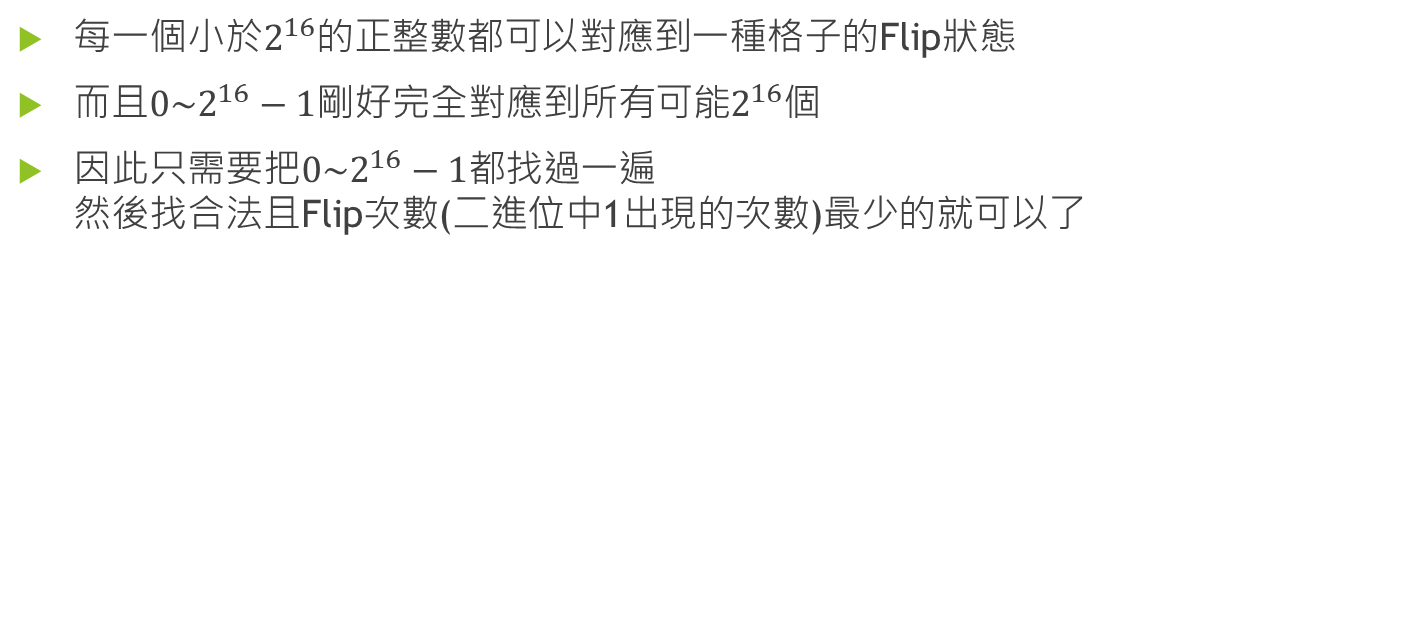 每一個小於2^16的正整數都可以對應到一種格子的Flip狀態
而且0~2^16 − 1剛好完全對應到所有可能2^16個
因此只需要把0~2^16 − 1都找過一遍
然後找合法且Flip次數(二進位中1出現的次數)最少的就可以了